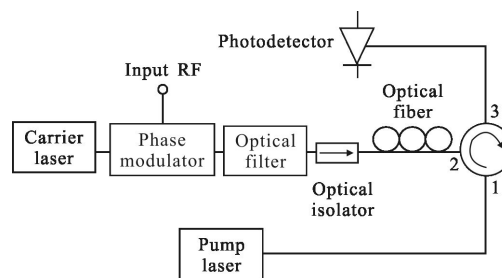 Photodetector
Input RF
Optical
fiber
3
Carrier
laser
Phase
modulator
Optical
filter
2
1
Optical
isolator
Pump
laser